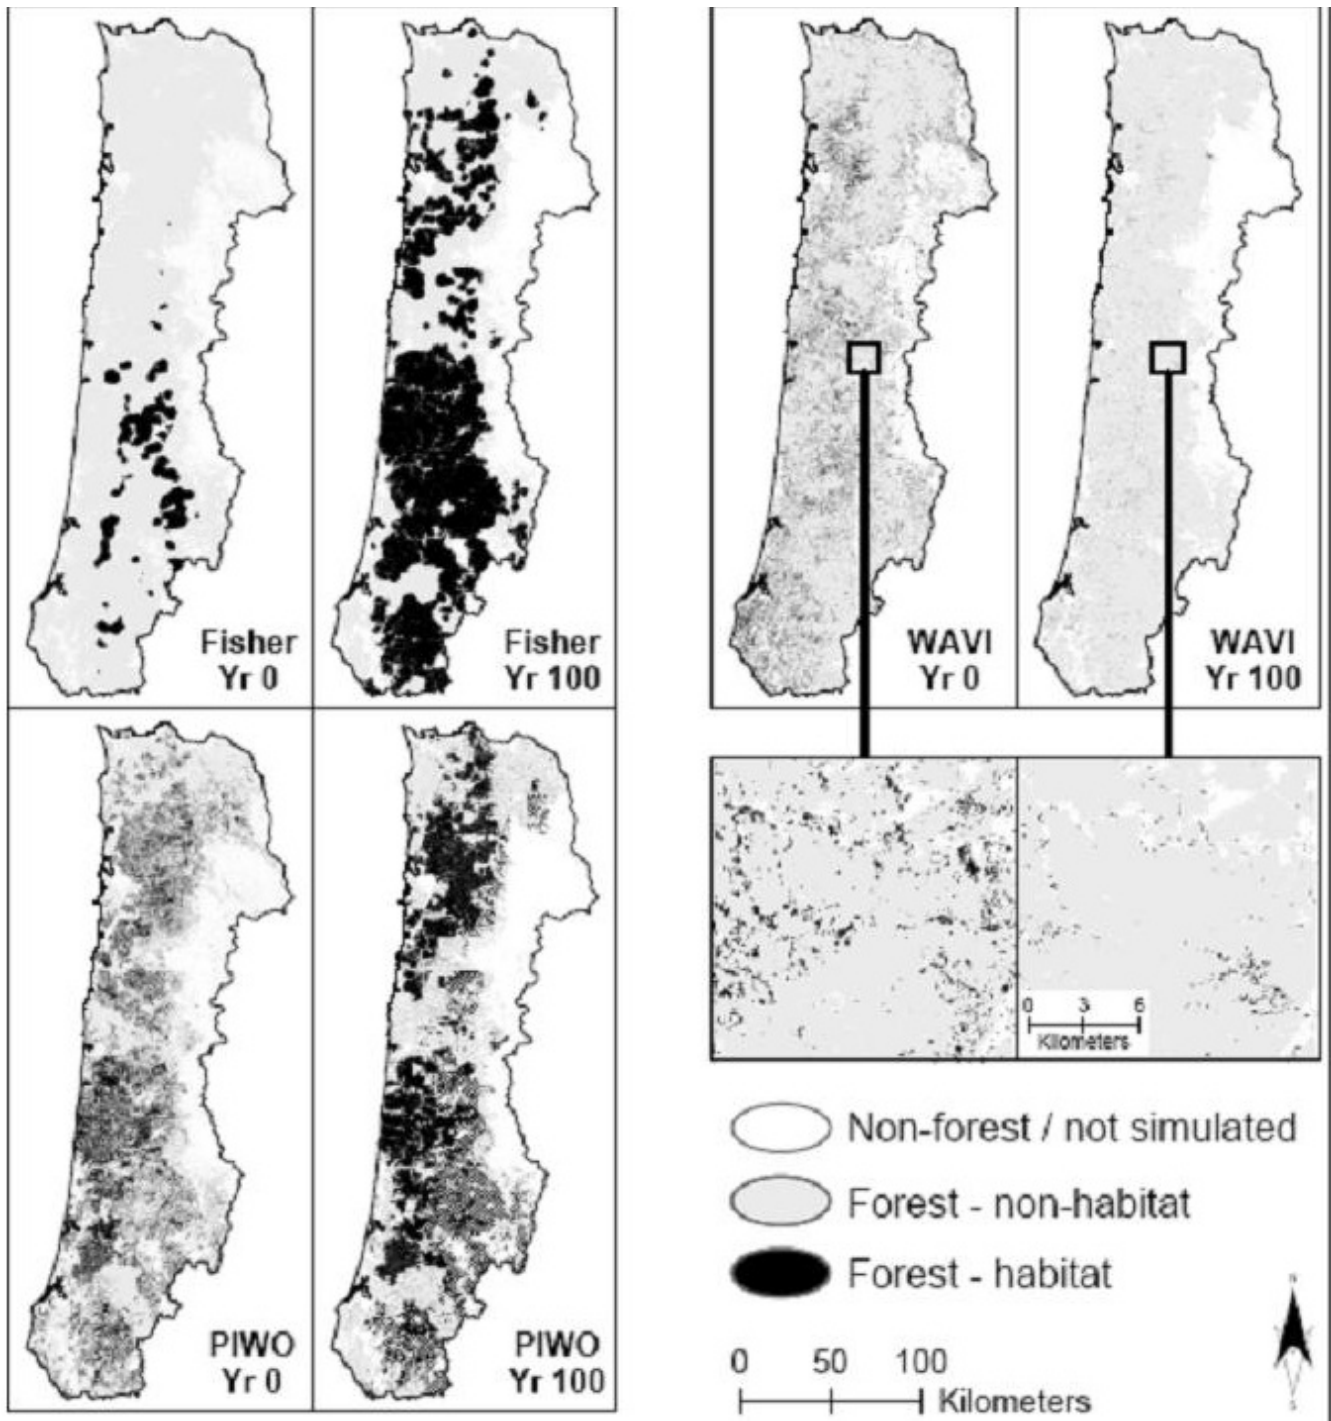 Fisher
Yr 0
Fisher
Yr 100
WAVI
Yr 0
WAVI
Yr 100
PIWO
Yr 0
PIWO
Yr 100
0 3 6
Kilometers
Non-forest / not simulated
Forest - non-habitat
Forest - habitat
0 50 100
Kilometers
N
S